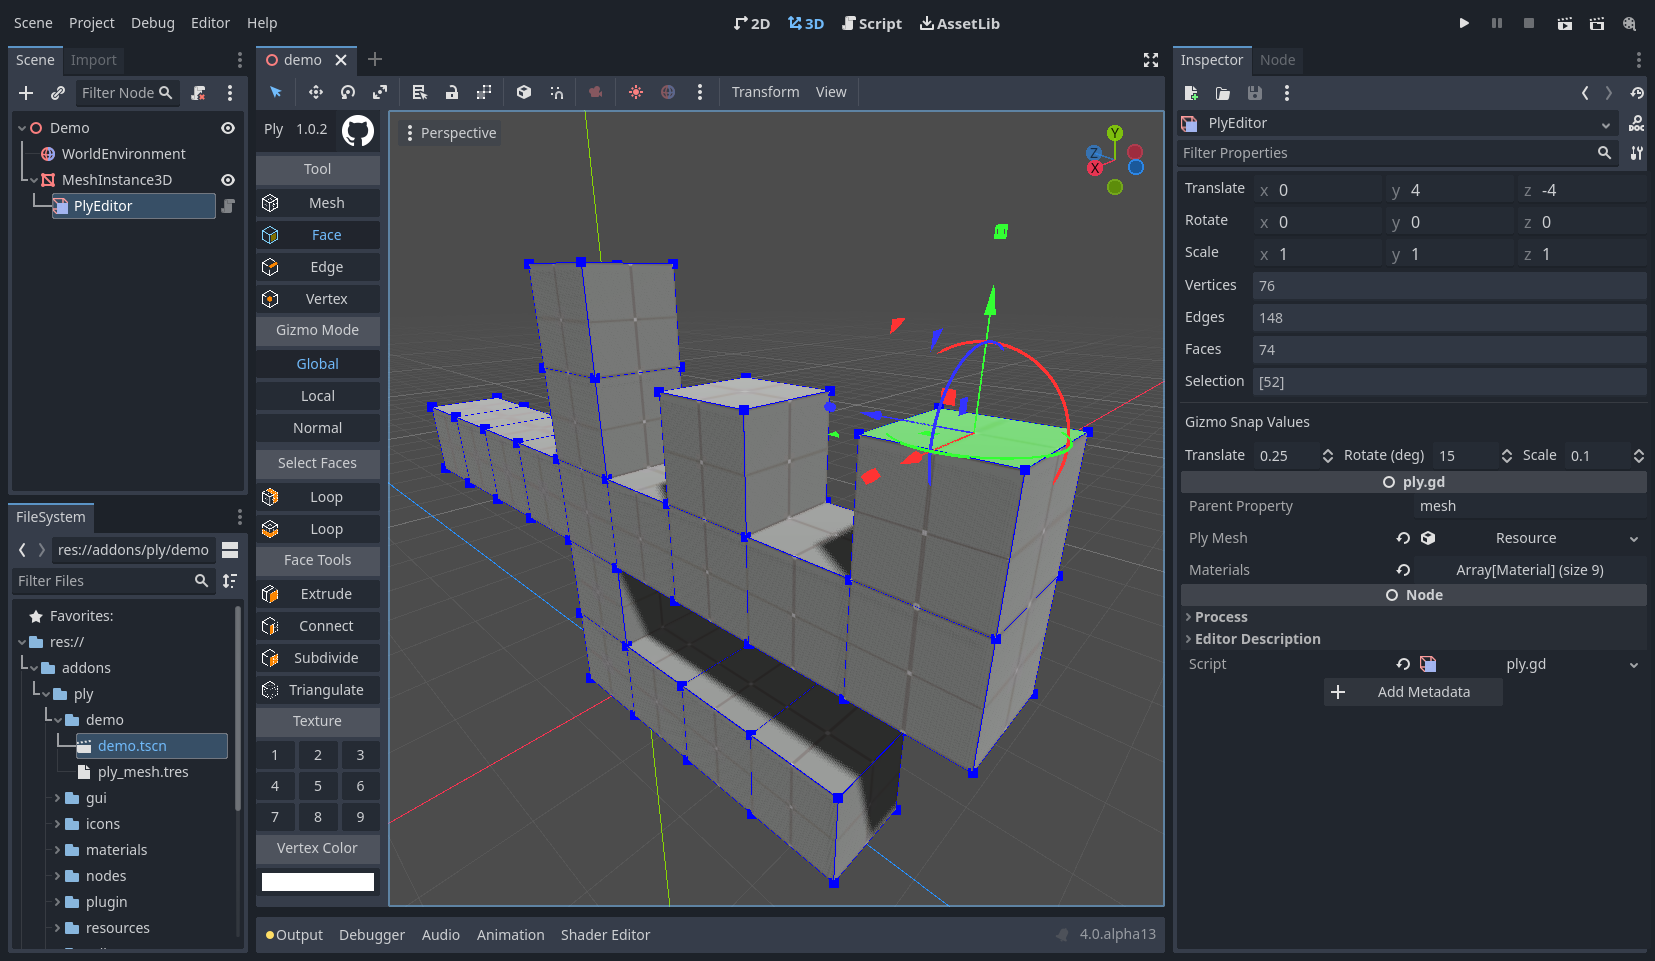 Scene Project Debug Editor Help
2D 3D Script AssetLib
Scene Import
Filter Node
Demo
WorldEnvironment
MeshInstance3D
PlyEditor
FileSystem
res://addons/ply/demo
Filter Files
Favorites:
res://
addons
ply
demo
demo.tscn
ply_mesh.tres
gui
icons
materials
nodes
plugin
resources
demo
Transform View
Ply 1.0.2
Tool
Mesh
Face
Edge
Vertex
Gizmo Mode
Global
Local
Normal
Select Faces
Loop
Loop
Face Tools
Extrude
Connect
Subdivide
Triangulate
Texture
1 2 3
4 5 6
7 8 9
Vertex Color
Perspective
Y
Z
X
Output Debugger Audio Animation Shader Editor 4.0.alpha13
Inspector Node
PlyEditor
Filter Properties
Translate x 0 y 4 z -4
Rotate x 0 y 0 z 0
Scale x 1 y 1 z 1
Vertices 76
Edges 148
Faces 74
Selection [52]
Gizmo Snap Values
Translate 0.25 Rotate (deg) 15 Scale 0.1
ply.gd
Parent Property mesh
Ply Mesh Resource
Materials Array[Material] (size 9)
Node
Process
Editor Description
Script ply.gd
Add Metadata